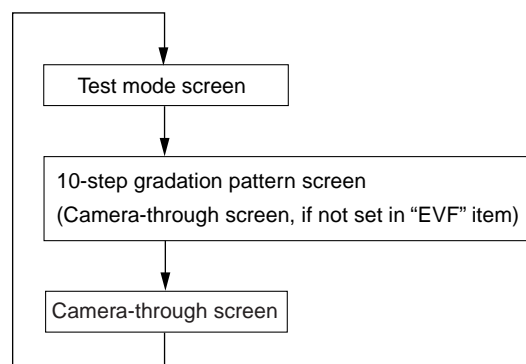 Test mode screen
10-step gradation pattern screen
(Camera-through screen, if not set in “EVF” item)
Camera-through screen